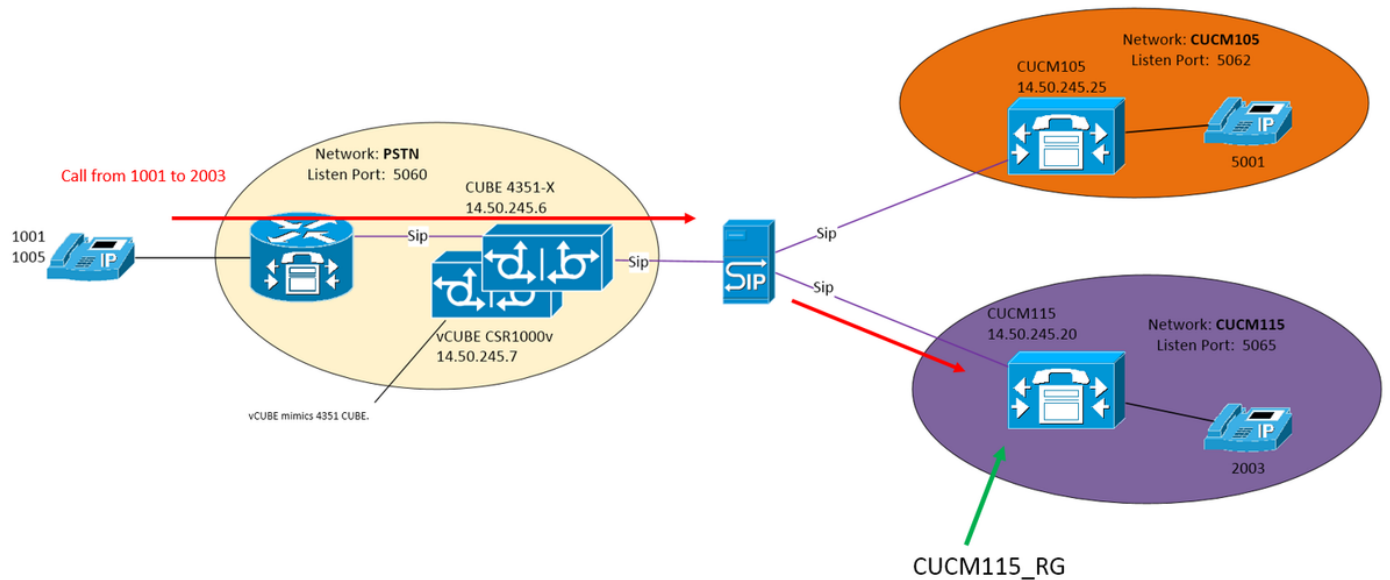 Network: CUCM105
Listen Port: 5062
CUCM105
14.50.245.25
IP
5001
Network: PSTN
Listen Port: 5060
Call from 1001 to 2003
CUBE 4351-X
14.50.245.6
1001
1005
IP
Sip
Sip
SIP
Sip
Sip
vCUBE CSR1000v
14.50.245.7
vCUBE mimics 4351 CUBE.
CUCM115
14.50.245.20
Network: CUCM115
Listen Port: 5065
IP
2003
CUCM115_RG